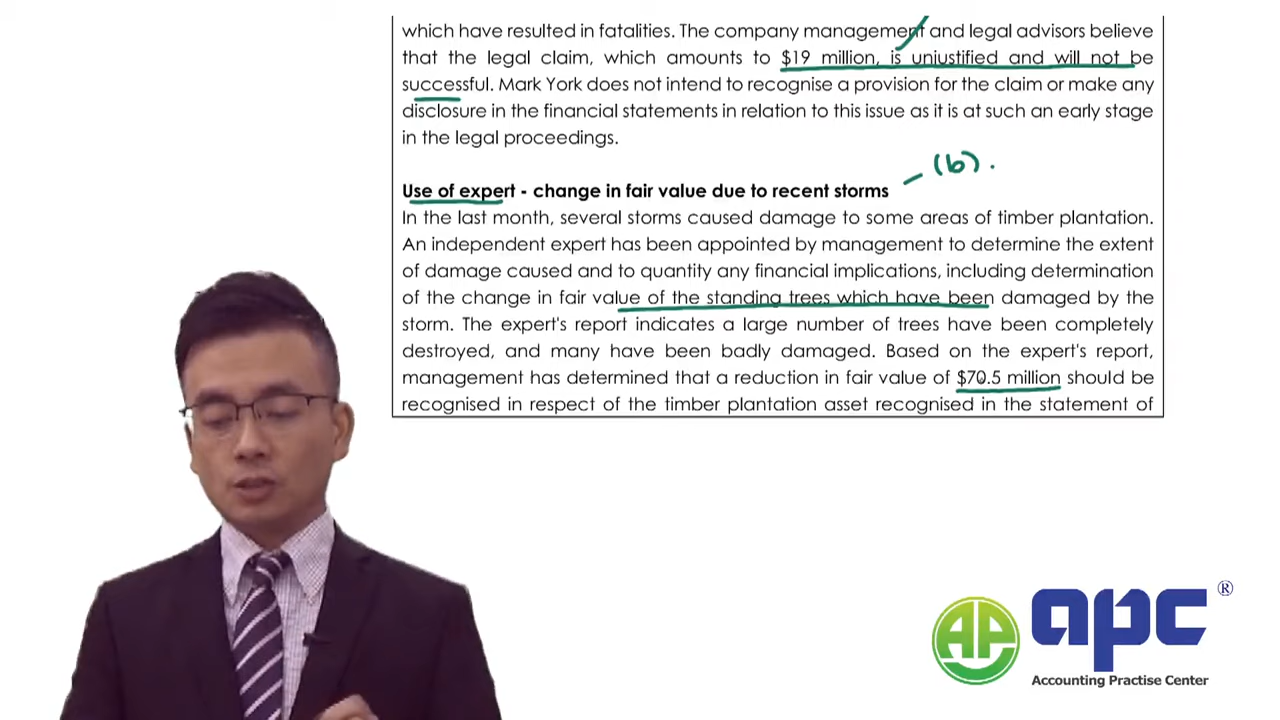 which have resulted in fatalities. The company management and legal advisors believe
that the legal claim, which amounts to $19 million, is unjustified and will not be
successful. Mark York does not intend to recognise a provision for the claim or make any
disclosure in the financial statements in relation to this issue as it is at such an early stage
in the legal proceedings.
(b).
Use of expert - change in fair value due to recent storms
In the last month, several storms caused damage to some areas of timber plantation.
An independent expert has been appointed by management to determine the extent
of damage caused and to quantity any financial implications, including determination
of the change in fair value of the standing trees which have been damaged by the
storm. The expert's report indicates a large number of trees have been completely
destroyed, and many have been badly damaged. Based on the expert's report,
management has determined that a reduction in fair value of $70.5 million should be
recognised in respect of the timber plantation asset recognised in the statement of
AP
apc®
Accounting Practise Center